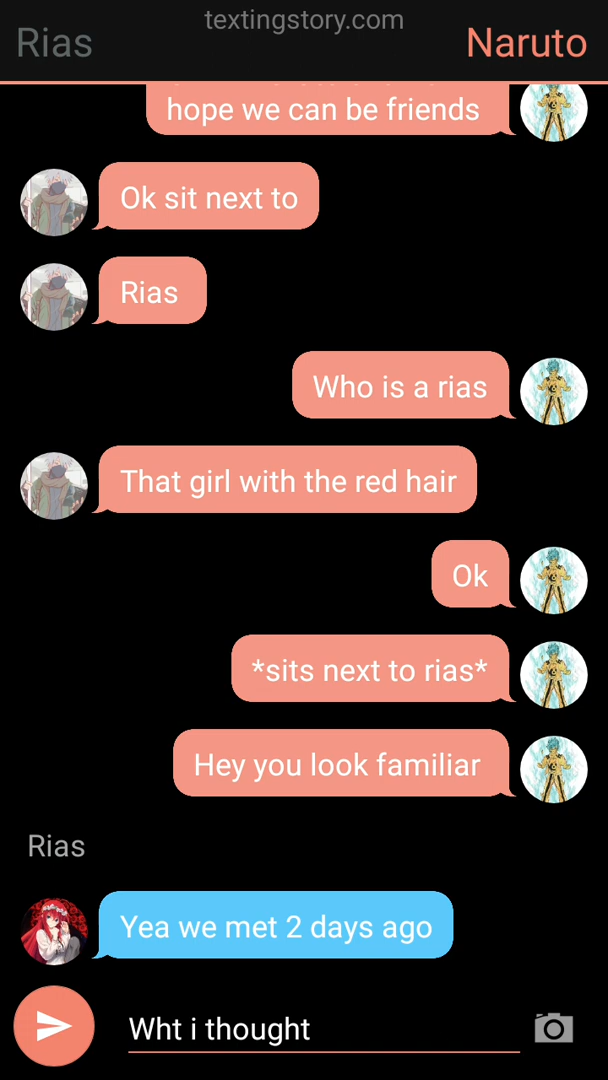 textingstory.com
Rias
Naruto
hope we can be friends
Ok sit next to
Rias
Who is a rias
That girl with the red hair
Ok
*sits next to rias*
Hey you look familiar
Rias
Yea we met 2 days ago
Wht i thought